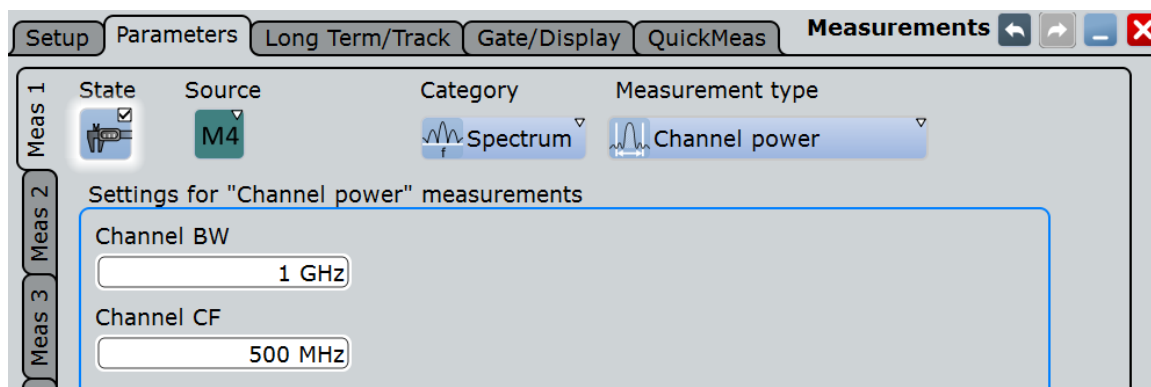 Setup Parameters Long Term/Track Gate/Display QuickMeas Measurements
Meas 1
State Source Category Measurement type
M4 f Spectrum Channel power
Meas 2
Settings for "Channel power" measurements
Channel BW
1 GHz
Meas 3
Channel CF
500 MHz